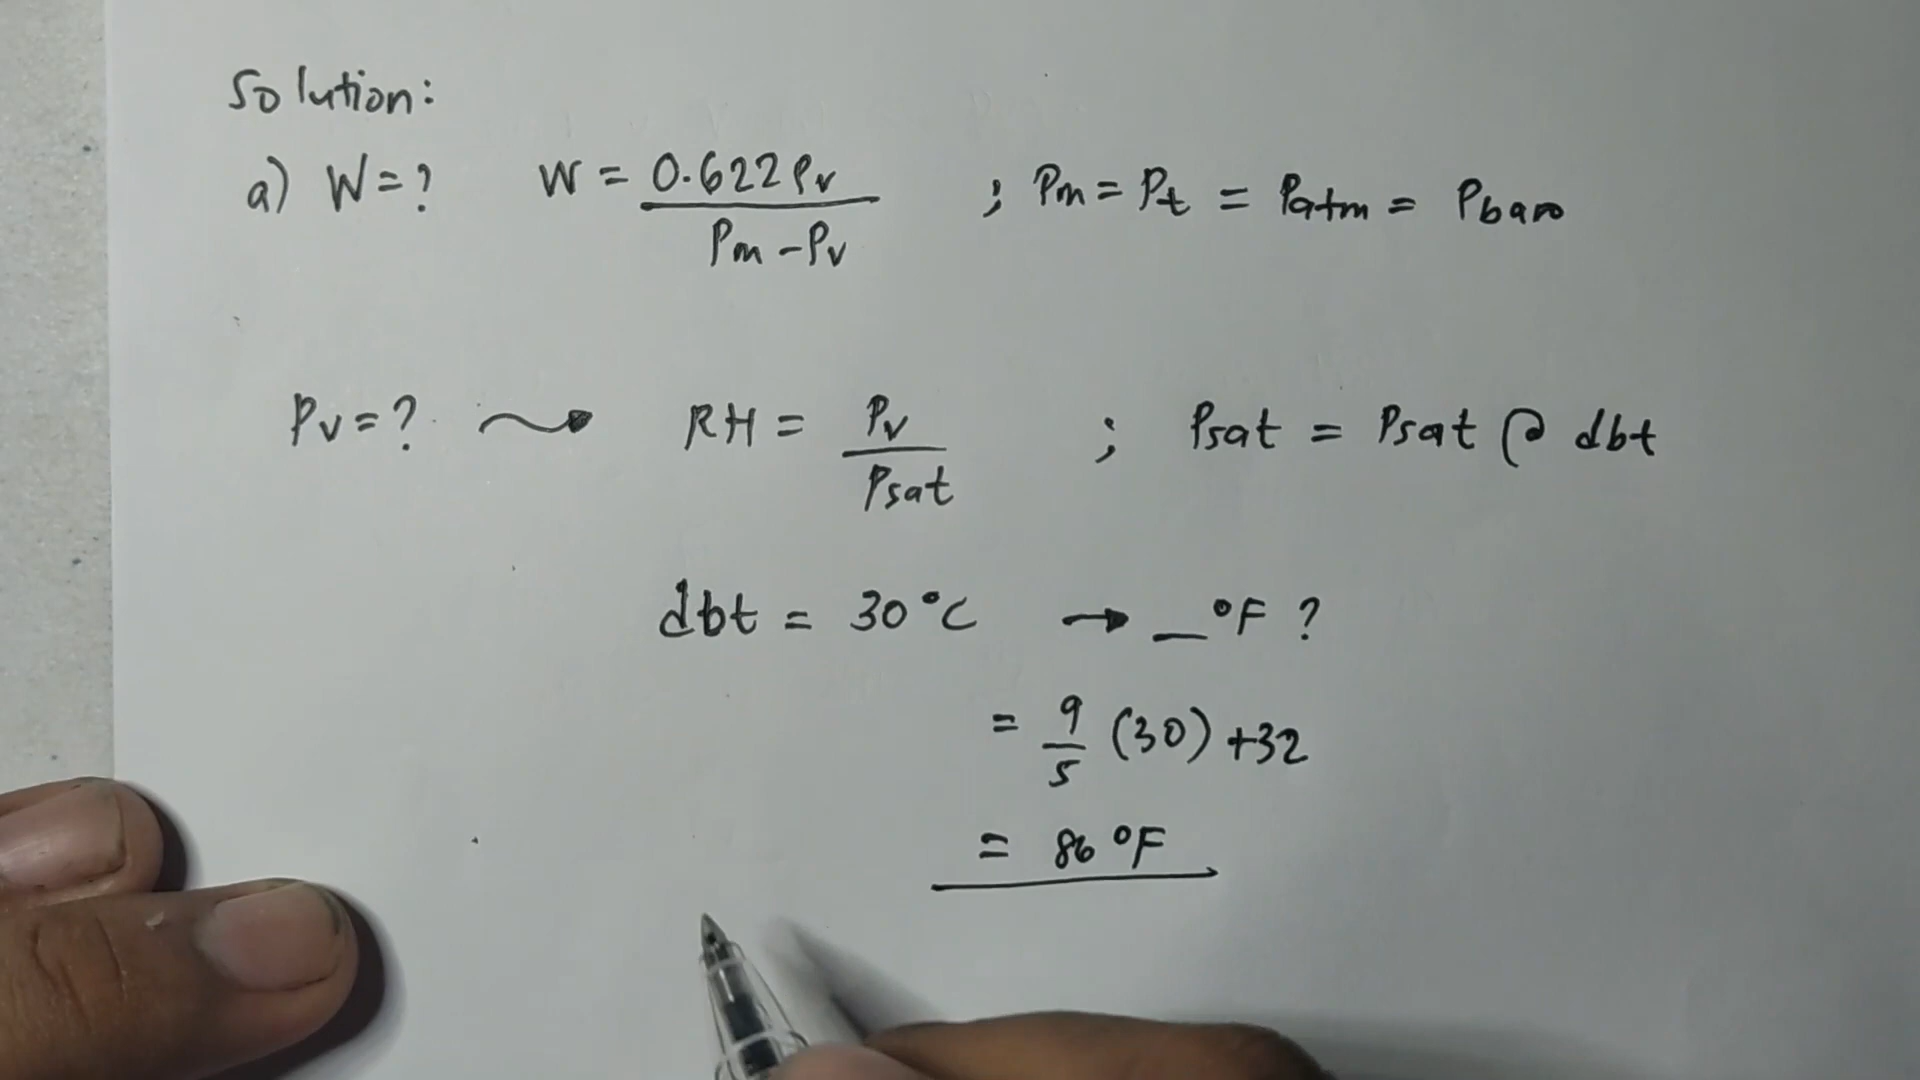 Solution:
a) W = ? W = 0.622 Pv / Pm - Pv ; Pm = Pt = Patm = Pbaro
Pv = ? RH = Pv / Psat ; Psat = Psat @ dbt
dbt = 30°C → _ °F ?
= 9/5 (30) + 32
= 86 °F